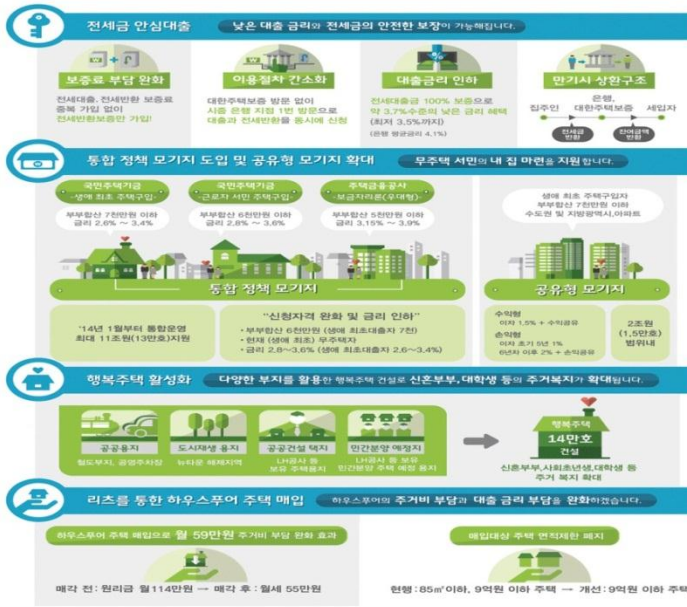 전세금 안심대출 낮은 대출 금리와 전세금의 안전한 보장이 가능해집니다.
보증료 부담 완화
전세대출, 전세반환 보증료
중복 가입 없이
전세반환보증만 가입!
이용절차 간소화
대한주택보증 방문 없이
시중 은행 지점 1번 방문으로
대출과 전세반환을 동시에 신청
대출금리 인하
전세대출금 100% 보증으로
약 3.7%수준의 낮은 금리 혜택
(최저 3.5%까지)
(은행 평균금리 4.1%)
만기시 상환구조
은행,
집주인 대한주택보증 세입자
전세금
반환
잔여금액
반환
통합 정책 모기지 도입 및 공유형 모기지 확대 무주택 서민의 내 집 마련을 지원합니다.
국민주택기금
-생애 최초 주택구입-
부부합산 7천만원 이하
금리 2.6% ~ 3.4%
국민주택기금
-근로자 서민 주택구입-
부부합산 6천만원 이하
금리 2.8% ~ 3.6%
주택금융공사
-보금자리론(우대형)-
부부합산 5천만원 이하
금리 3.15% ~ 3.9%
생애 최초 주택구입자
부부합산 7천만원 이하
수도권 및 지방광역시,아파트
통합 정책 모기지
공유형 모기지
'14년 1월부터 통합운영
최대 11조원(13만호)지원
"신청자격 완화 및 금리 인하"
· 부부합산 6천만원 (생애 최초대출자 7천)
· 현재 (생애 최초) 무주택자
· 금리 2.8~3.6% (생애 최초대출자 2.6~3.4%)
수익형
이자 1.5% + 수익공유
손익형
이자 초기 5년 1%
6년차 이후 2% + 손익공유
2조원
(1.5만호)
범위내
행복주택 활성화 다양한 부지를 활용한 행복주택 건설로 신혼부부,대학생 등의 주거복지가 확대됩니다.
공공용지
철도부지, 공영주차장
도시재생 용지
뉴타운 해제지역
공공건설 택지
LH공사 등
보유 주택용지
민간분양 예정지
LH공사 등 보유
민간분양 주택 예정 용지
행복주택
14만호
건설
신혼부부,사회초년생,대학생 등
주거 복지 확대
리츠를 통한 하우스푸어 주택 매입 하우스푸어의 주거비 부담과 대출 금리 부담을 완화하겠습니다.
하우스푸어 주택 매입으로 월 59만원 주거비 부담 완화 효과
매각 전 : 원리금 월114만원 → 매각 후 : 월세 55만원
매입대상 주택 면적제한 폐지
현행 : 85㎡이하, 9억원 이하 주택 → 개선 : 9억원 이하 주택